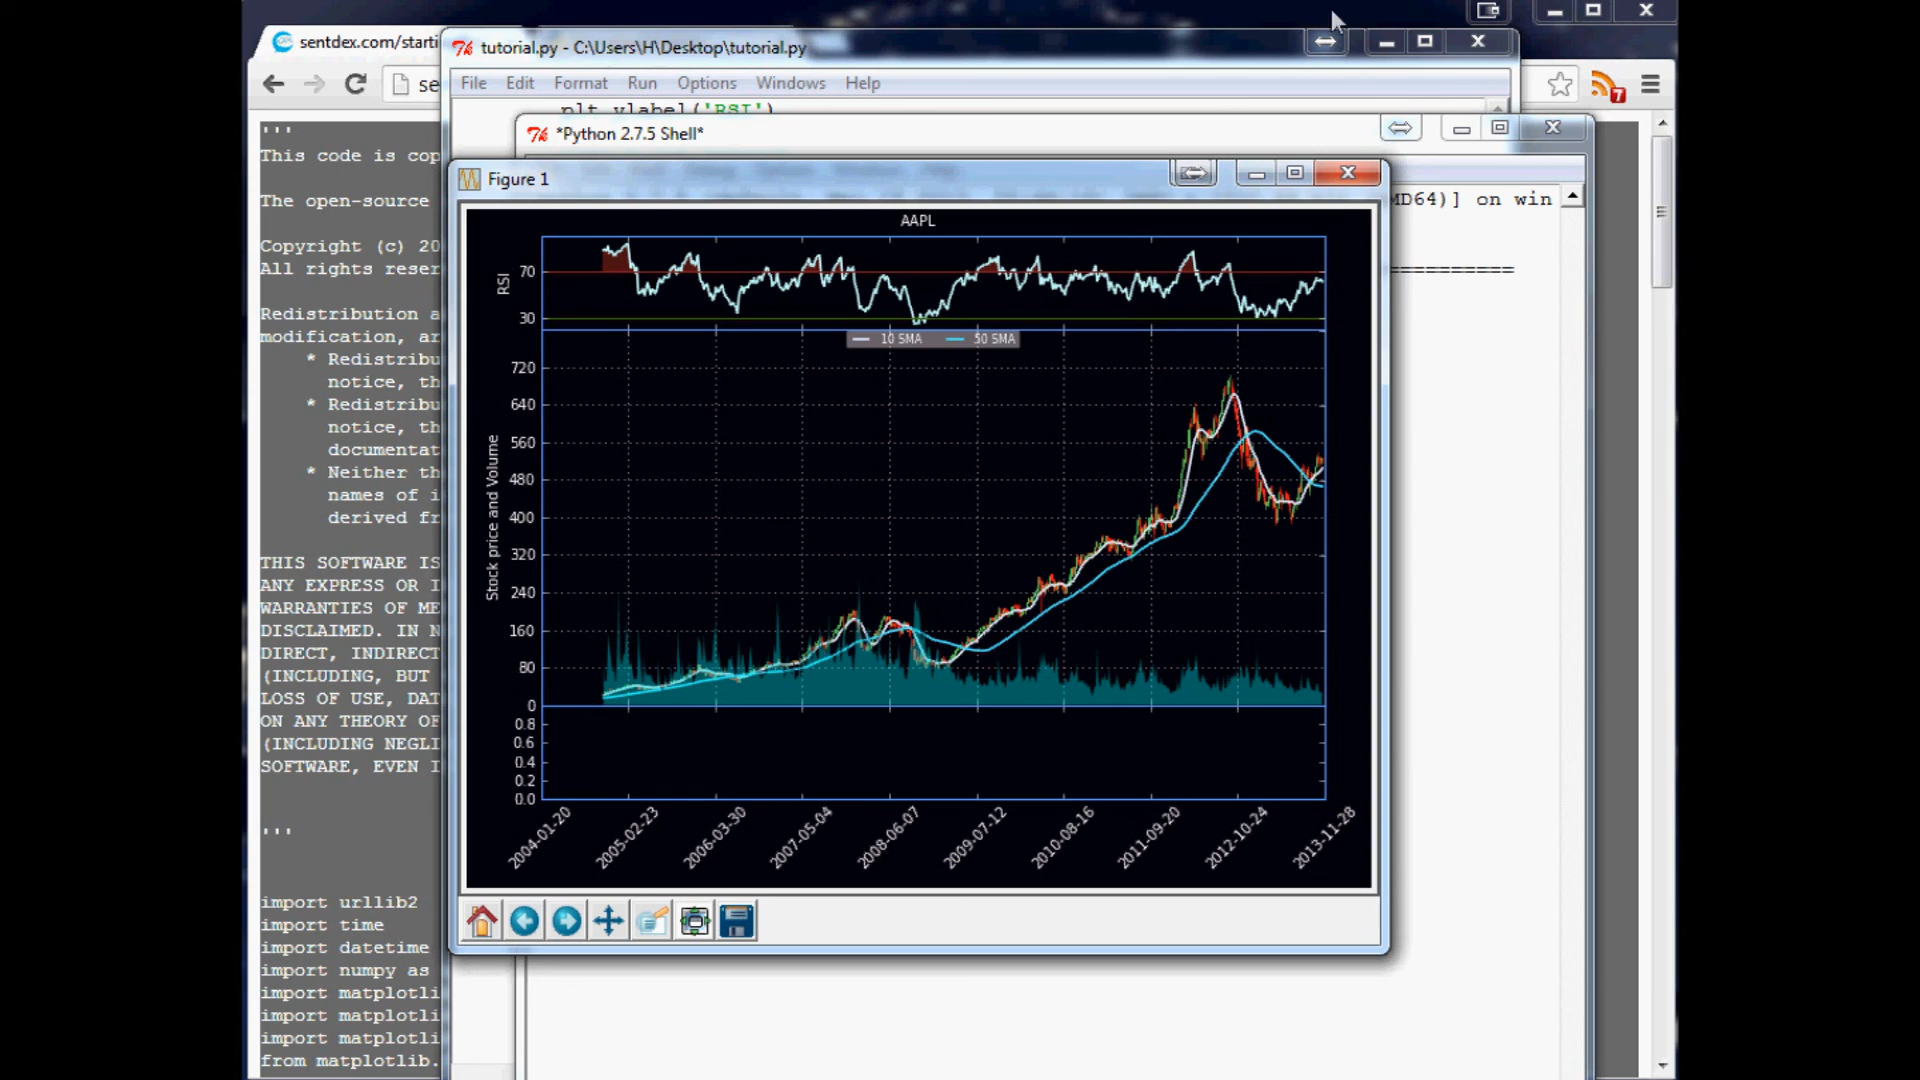 sentdex.com/starti
tutorial.py - C:\Users\H\Desktop\tutorial.py
se
File Edit Format Run Options Windows Help
7
plt.ylabel('RSI')
*Python 2.7.5 Shell*
Figure 1
MD64)] on win
==========
'''
This code is cop
The open-source
Copyright (c) 20
All rights reser
Redistribution a
modification, ar
* Redistribu
notice, th
* Redistribu
notice, th
documentat
* Neither th
names of i
derived fr
THIS SOFTWARE IS
ANY EXPRESS OR I
WARRANTIES OF ME
DISCLAIMED. IN N
DIRECT, INDIRECT
(INCLUDING, BUT
LOSS OF USE, DAT
ON ANY THEORY OF
(INCLUDING NEGLI
SOFTWARE, EVEN I
'''
import urllib2
import time
import datetime
import numpy as
import matplotli
import matplotli
import matplotli
from matplotlib.
AAPL
RSI
70
30
10 SMA
50 SMA
Stock price and Volume
720
640
560
480
400
320
240
160
80
0
0.8
0.6
0.4
0.2
0.0
2004-01-20
2005-02-23
2006-03-30
2007-05-04
2008-06-07
2009-07-12
2010-08-16
2011-09-20
2012-10-24
2013-11-28